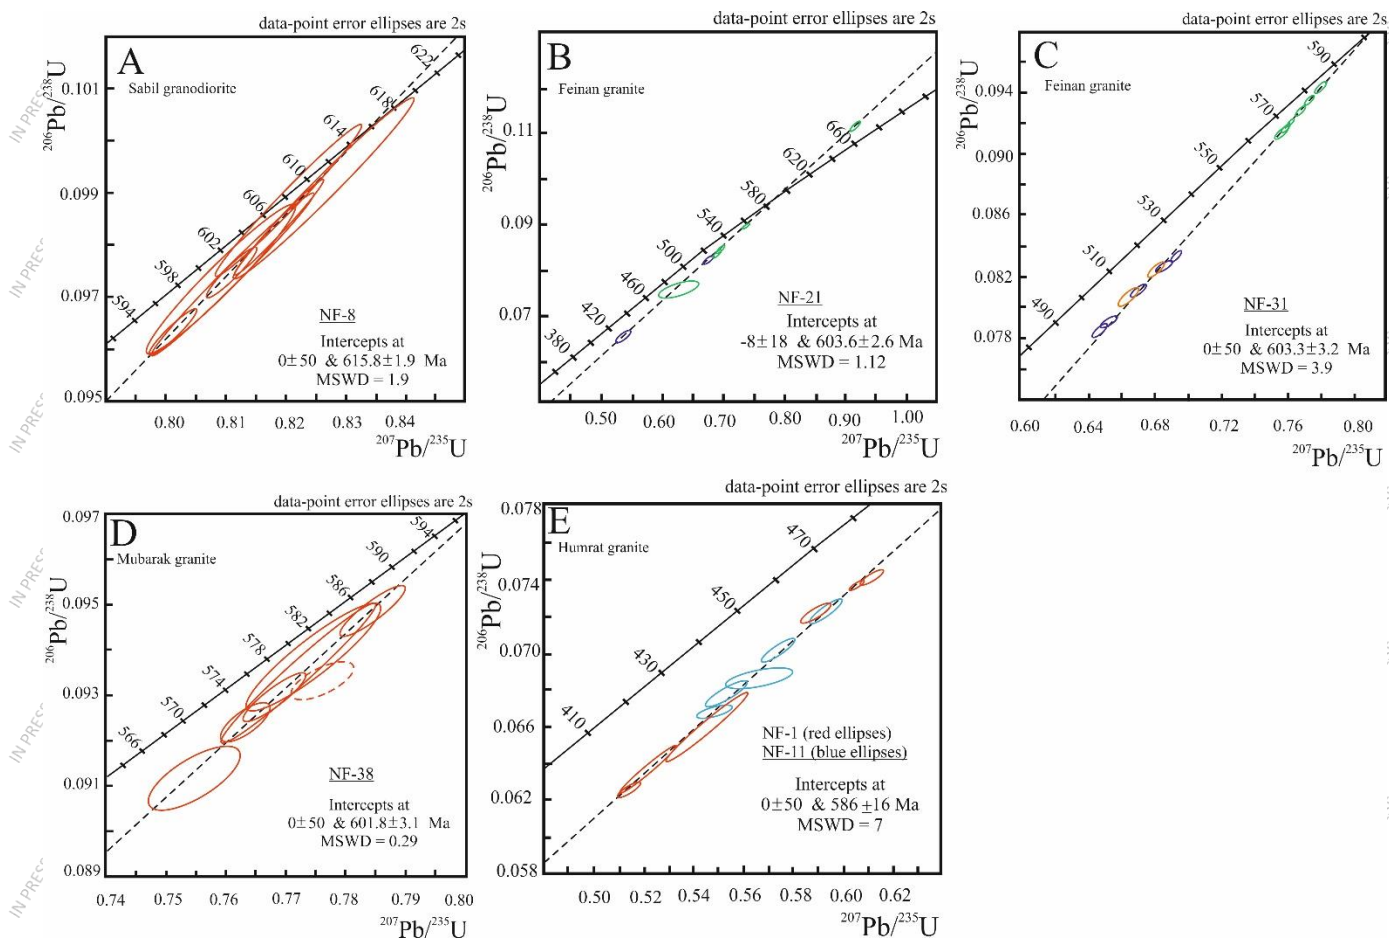 data-point error ellipses are 2s
A
Sabil granodiorite
206Pb/238U
0.101
0.099
0.097
0.095
594
598
602
606
610
614
618
622
NF-8
Intercepts at
0±50 & 615.8±1.9 Ma
MSWD = 1.9
0.80 0.81 0.82 0.83 0.84
207Pb/235U
data-point error ellipses are 2s
B
Feinan granite
206Pb/238U
0.11
0.09
0.07
380
420
460
500
540
580
620
660
NF-21
Intercepts at
-8±18 & 603.6±2.6 Ma
MSWD = 1.12
0.50 0.60 0.70 0.80 0.90 1.00
207Pb/235U
data-point error ellipses are 2s
C
Feinan granite
206Pb/238U
0.094
0.090
0.086
0.082
0.078
490
510
530
550
570
590
NF-31
Intercepts at
0±50 & 603.3±3.2 Ma
MSWD = 3.9
0.60 0.64 0.68 0.72 0.76 0.80
207Pb/235U
data-point error ellipses are 2s
D
Mubarak granite
206Pb/238U
0.097
0.095
0.093
0.091
0.089
566
570
574
578
582
586
590
594
NF-38
Intercepts at
0±50 & 601.8±3.1 Ma
MSWD = 0.29
0.74 0.75 0.76 0.77 0.78 0.79 0.80
207Pb/235U
data-point error ellipses are 2s
E
Humrat granite
206Pb/238U
0.078
0.074
0.070
0.066
0.062
0.058
410
430
450
470
NF-1 (red ellipses)
NF-11 (blue ellipses)
Intercepts at
0±50 & 586 ±16 Ma
MSWD = 7
0.50 0.52 0.54 0.56 0.58 0.60 0.62
207Pb/235U
IN PRESS
IN PRESS
IN PRESS
IN PRESS
IN PRESS
IN PRESS